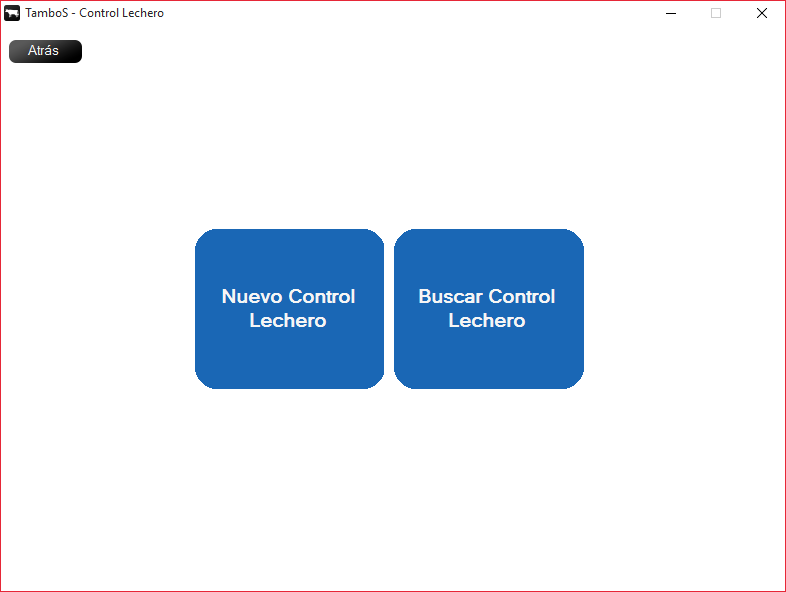 TamboS - Control Lechero
Atrás
Nuevo Control
Lechero
Buscar Control
Lechero